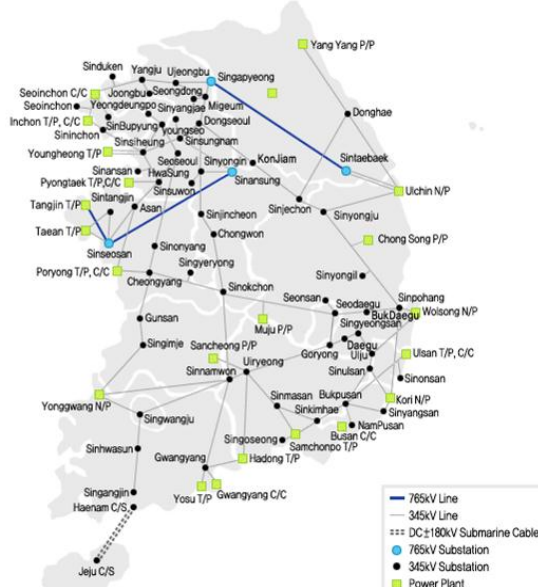 Yang Yang P/P
Sinduken
Yangju
Ujeongbu
Singapyeong
Seoinchon C/C
Joongbu
Seongdong
Migeum
Seoinchon
Yeongdeungpo
Sinyangjae
Dongseoul
Donghae
Inchon T/P, C/C
SinBupyung
youngseo
Sininchon
Sinsiheung
Sinsungnam
Youngheong T/P
Seoseoul
Sinyongin
KonJiam
Sintaebaek
Sinansan
HwaSung
Sinansung
Pyongtaek T/P,C/C
Sinsuwon
Ulchin N/P
Tangjin T/P
Sintangjin
Asan
Sinjincheon
Sinjechon
Sinyongju
Taean T/P
Chongwon
Chong Song P/P
Sinseosan
Sinonyang
Poryong T/P, C/C
Singyeryong
Sinyongil
Cheongyang
Sinokchon
Seonsan
Seodaegu
Sinpohang
BukDaegu
Wolsong N/P
Gunsan
Muju P/P
Singyeongsan
Daegu
Singimje
Sancheong P/P
Goryong
Ulju
Ulsan T/P, C/C
Uiryeong
Sinulsan
Sinnamwon
Sinonsan
Yonggwang N/P
Sinmasan
Bukpusan
Kori N/P
Singwangju
Sinkimhae
Sinyangsan
Singoseong
NamPusan
Samchonpo T/P
Busan C/C
Sinhwasun
Gwangyang
Hadong T/P
Singangjin
Yosu T/P
Gwangyang C/C
Haenam C/S
Jeju C/S
765kV Line
345kV Line
DC±180kV Submarine Cable
765kV Substation
345kV Substation
Power Plant